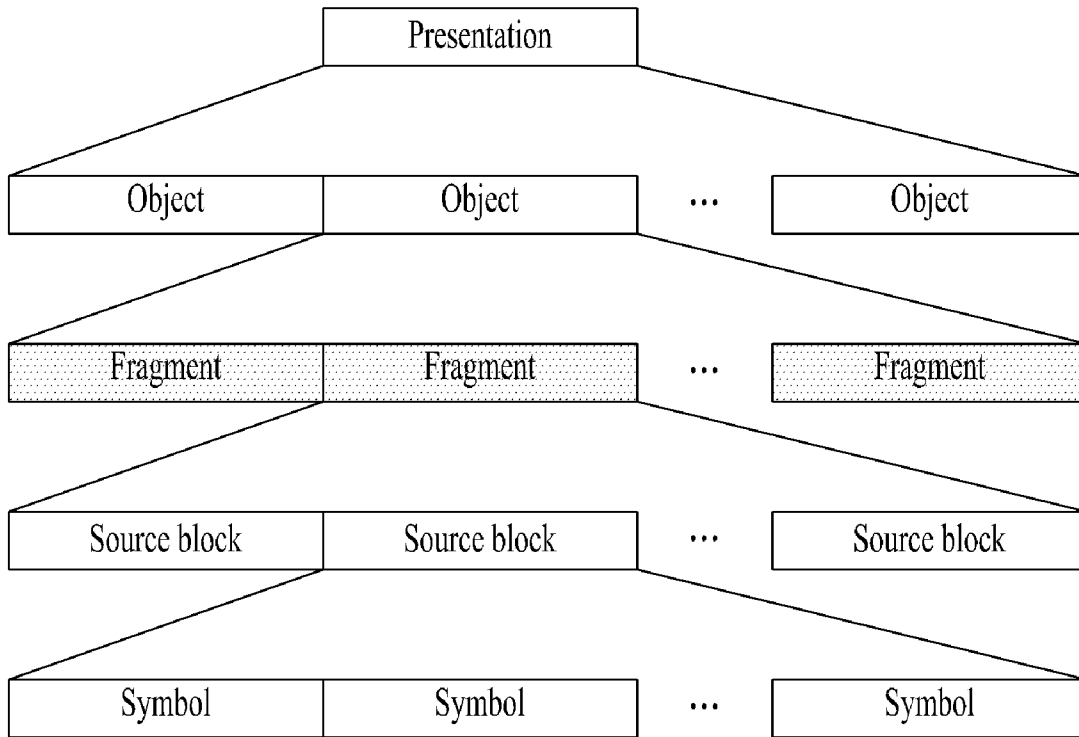 Presentation
Object Object ... Object
Fragment Fragment ... Fragment
Source block Source block ... Source block
Symbol Symbol ... Symbol